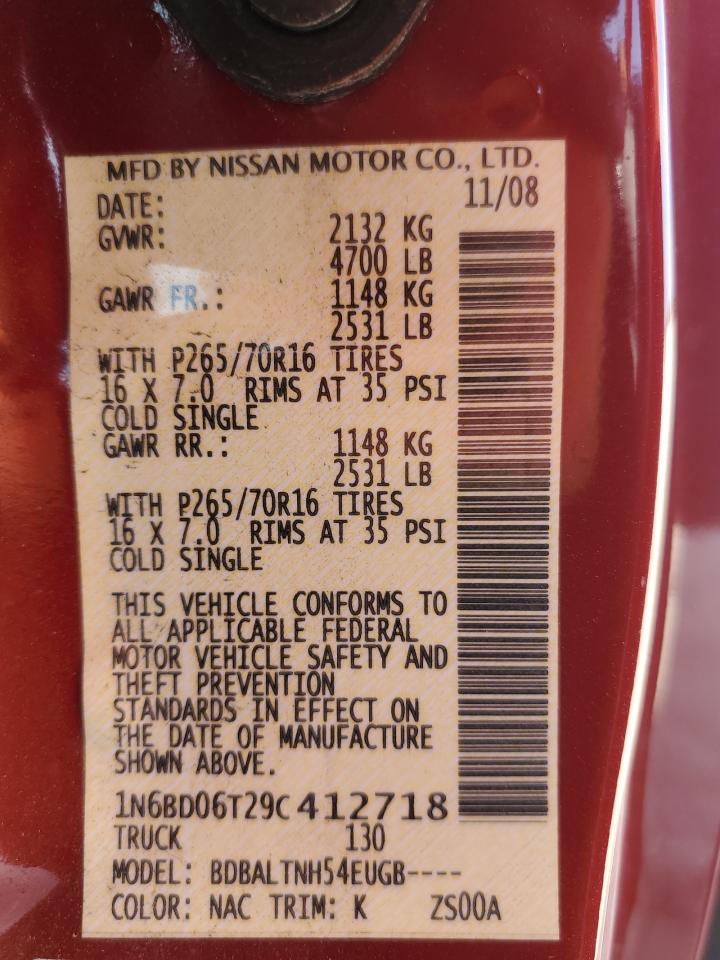 MFD BY NISSAN MOTOR CO., LTD.
DATE: 11/08
GVWR: 2132 KG
4700 LB
GAWR FR.: 1148 KG
2531 LB
WITH P265/70R16 TIRES
16 X 7.0 RIMS AT 35 PSI
COLD SINGLE
GAWR RR.: 1148 KG
2531 LB
WITH P265/70R16 TIRES
16 X 7.0 RIMS AT 35 PSI
COLD SINGLE
THIS VEHICLE CONFORMS TO
ALL APPLICABLE FEDERAL
MOTOR VEHICLE SAFETY AND
THEFT PREVENTION
STANDARDS IN EFFECT ON
THE DATE OF MANUFACTURE
SHOWN ABOVE.
1N6BD06T29C412718
TRUCK 130
MODEL: BDBALTNH54EUGB----
COLOR: NAC TRIM: K ZS00A